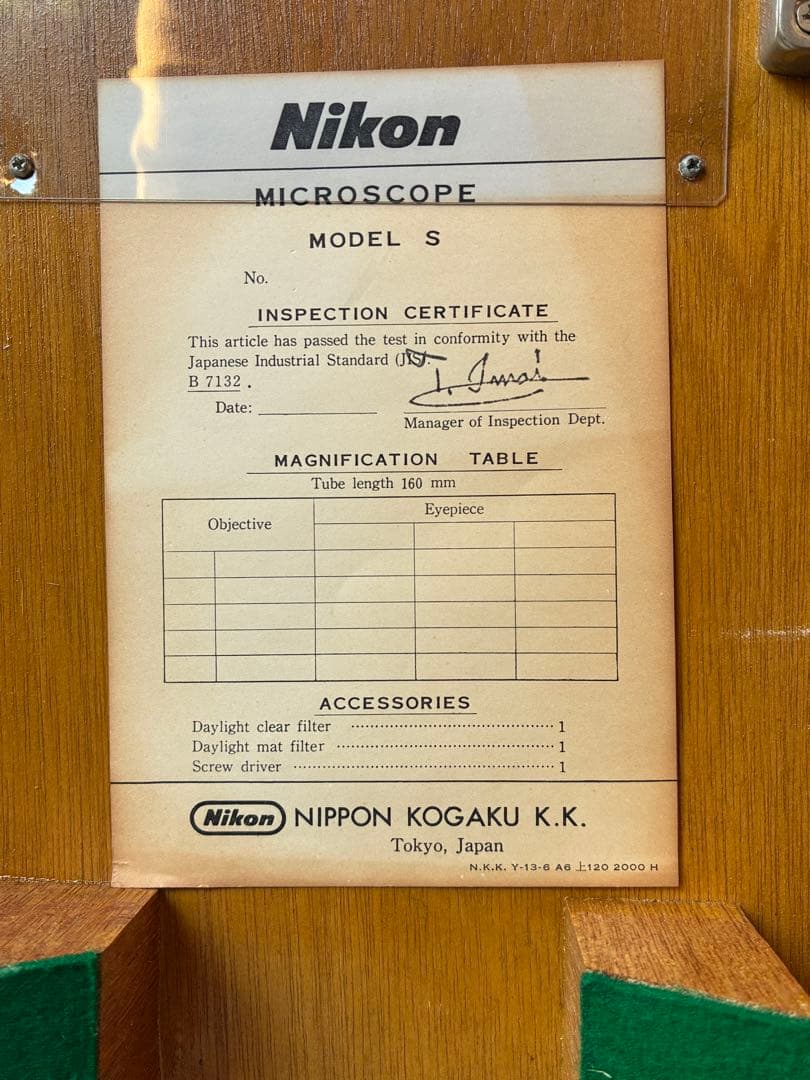 Nikon
MICROSCOPE
MODEL S
No.
INSPECTION CERTIFICATE
This article has passed the test in conformity with the
Japanese Industrial Standard (JIS).
B 7132 .
Date:
Manager of Inspection Dept.
MAGNIFICATION TABLE
Tube length 160 mm
Objective
Eyepiece
ACCESSORIES
Daylight clear filter ........................................ 1
Daylight mat filter ........................................... 1
Screw driver .................................................... 1
Nikon NIPPON KOGAKU K.K.
Tokyo, Japan
N.K.K. Y-13-6 A6 上120 2000 H